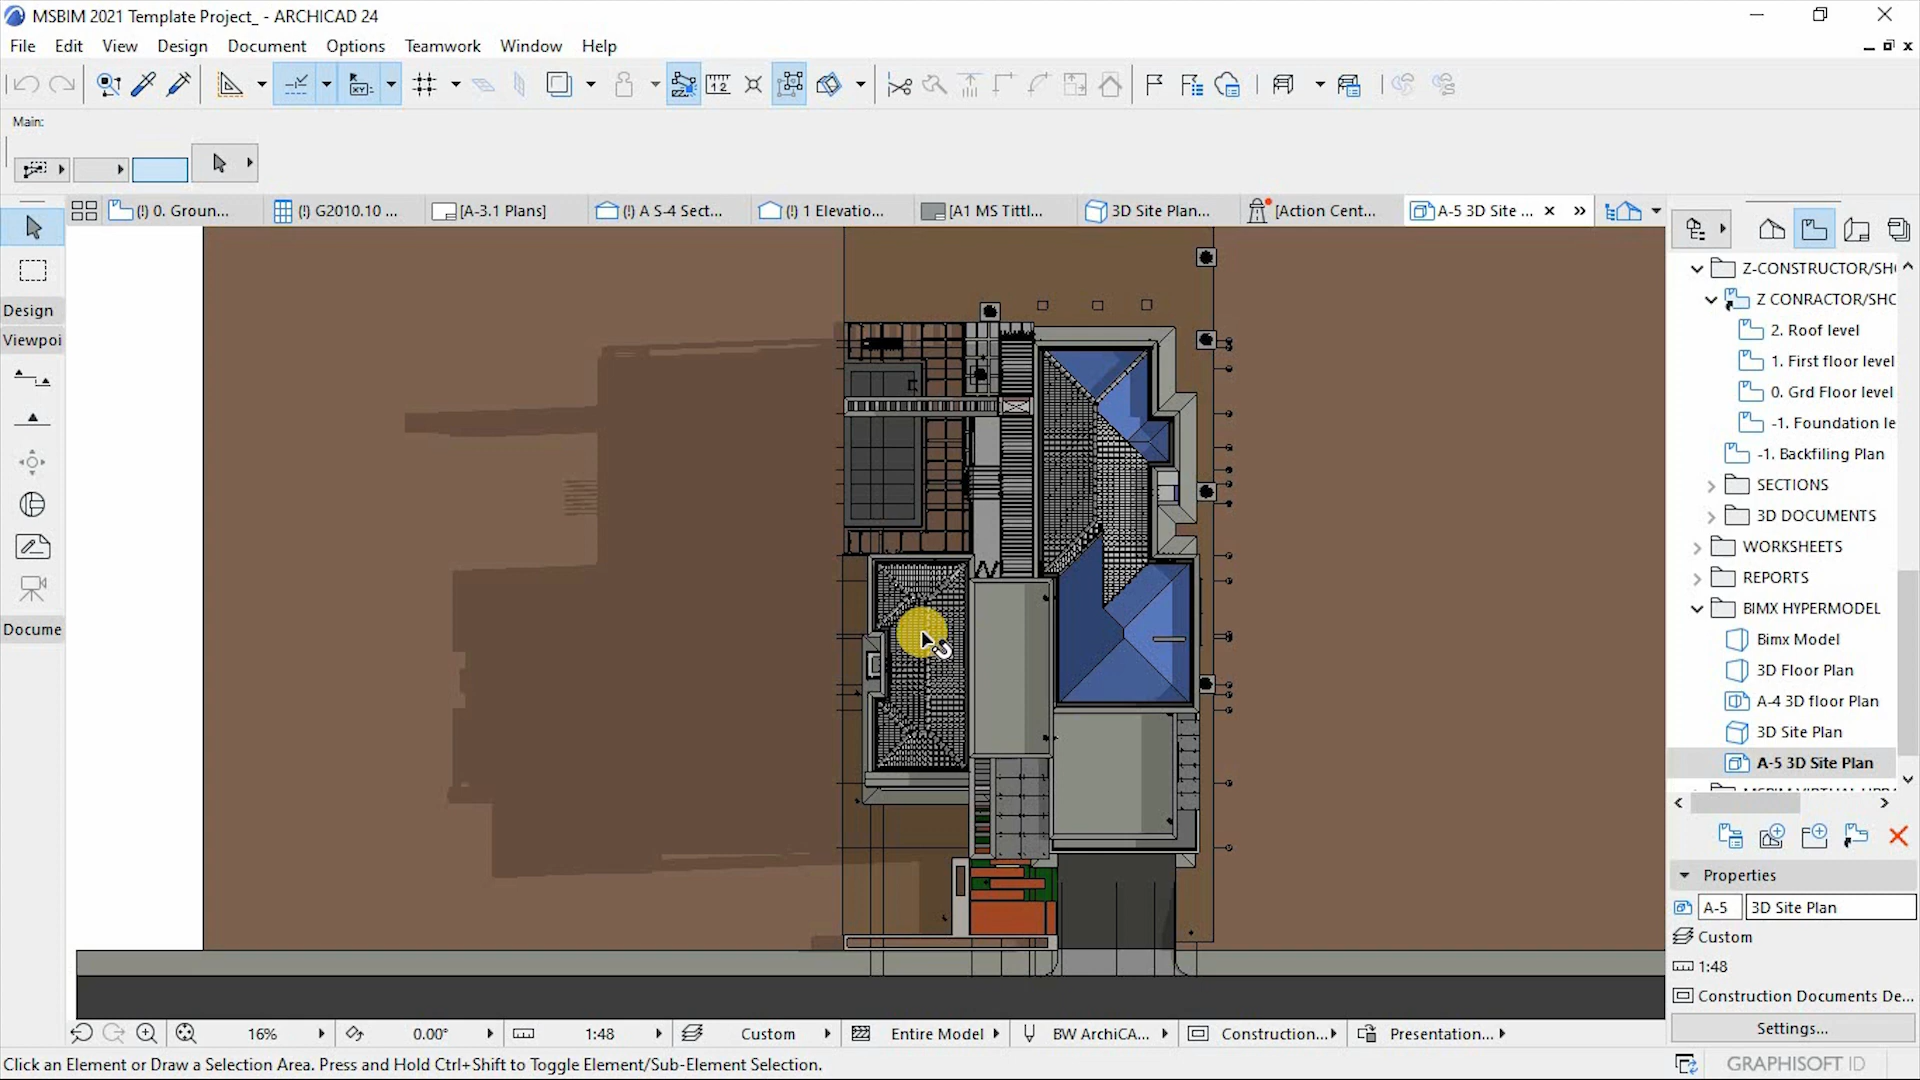 MSBIM 2021 Template Project_ - ARCHICAD 24
File Edit View Design Document Options Teamwork Window Help
Main:
(!) 0. Groun...
(!) G2010.10 ...
[A-3.1 Plans]
(!) A S-4 Sect...
(!) 1 Elevatio...
[A1 MS Tittl...
3D Site Plan...
[Action Cent...
A-5 3D Site ...
Design
Viewpoi
Docume
Z-CONSTRUCTOR/SH
Z CONRACTOR/SHC
2. Roof level
1. First floor level
0. Grd Floor level
-1. Foundation le
-1. Backfiling Plan
SECTIONS
3D DOCUMENTS
WORKSHEETS
REPORTS
BIMX HYPERMODEL
Bimx Model
3D Floor Plan
A-4 3D floor Plan
3D Site Plan
A-5 3D Site Plan
Properties
A-5 3D Site Plan
Custom
1:48
Construction Documents De...
Settings...
16% 0.00° 1:48 Custom Entire Model BW ArchiCA... Construction... Presentation...
Click an Element or Draw a Selection Area. Press and Hold Ctrl+Shift to Toggle Element/Sub-Element Selection.
GRAPHISOFT ID